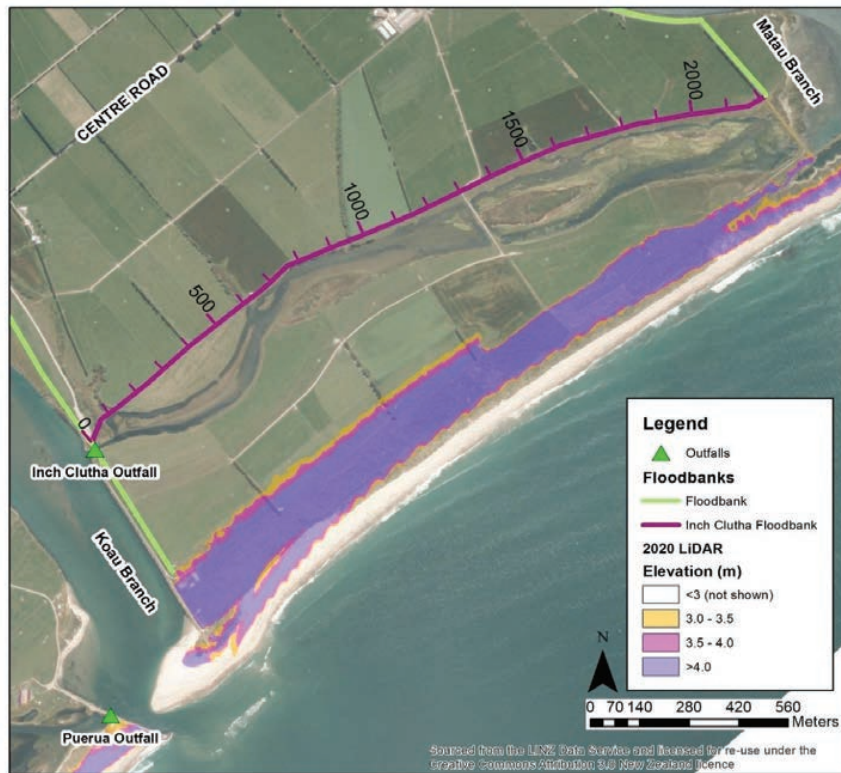 CENTRE ROAD
Matau Branch
2000
1500
1000
500
0
Inch Clutha Outfall
Koau Branch
Puerua Outfall
Legend
Outfalls
Floodbanks
Floodbank
Inch Clutha Floodbank
2020 LiDAR
Elevation (m)
<3 (not shown)
3.0 - 3.5
3.5 - 4.0
>4.0
N
0 70 140 280 420 560
Meters
Sourced from the LINZ Data Service and licensed for re-use under the
Creative Commons Attribution 3.0 New Zealand licence